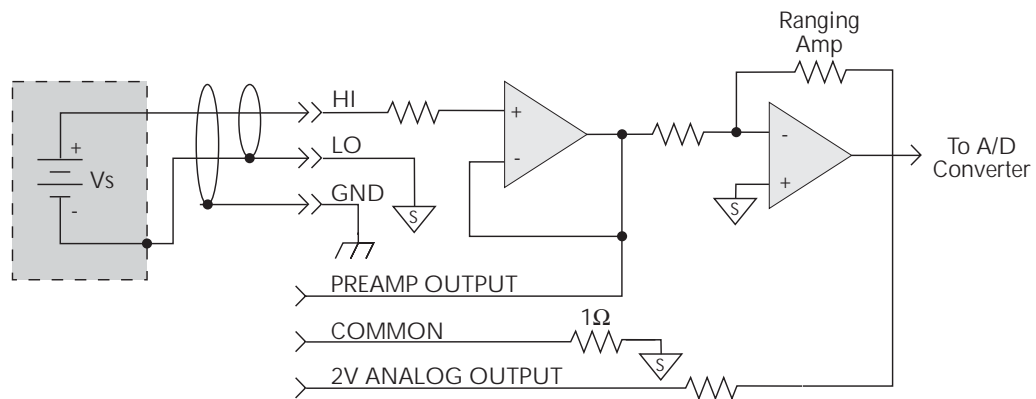 Ranging
Amp
HI
+
LO
-
+
Vs
-
GND
S
-
+
S
To A/D
Converter
PREAMP OUTPUT
COMMON
1Ω
S
2V ANALOG OUTPUT